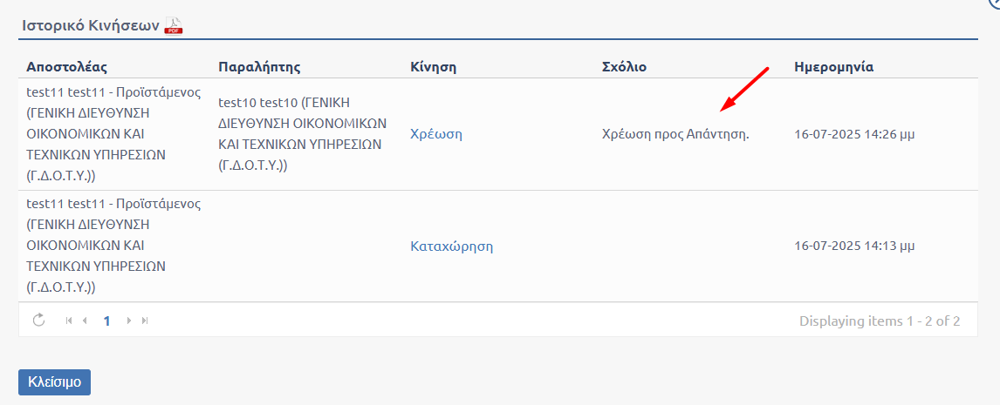 Ιστορικό Κινήσεων PDF
Αποστολέας Παραλήπτης Κίνηση Σχόλιο Ημερομηνία
test11 test11 - Προϊστάμενος
(ΓΕΝΙΚΗ ΔΙΕΥΘΥΝΣΗ
ΟΙΚΟΝΟΜΙΚΩΝ ΚΑΙ
ΤΕΧΝΙΚΩΝ ΥΠΗΡΕΣΙΩΝ
(Γ.Δ.Ο.Τ.Υ.))
test10 test10 (ΓΕΝΙΚΗ
ΔΙΕΥΘΥΝΣΗ ΟΙΚΟΝΟΜΙΚΩΝ
ΚΑΙ ΤΕΧΝΙΚΩΝ ΥΠΗΡΕΣΙΩΝ
(Γ.Δ.Ο.Τ.Υ.))
Χρέωση
Χρέωση προς Απάντηση.
16-07-2025 14:26 μμ
test11 test11 - Προϊστάμενος
(ΓΕΝΙΚΗ ΔΙΕΥΘΥΝΣΗ
ΟΙΚΟΝΟΜΙΚΩΝ ΚΑΙ
ΤΕΧΝΙΚΩΝ ΥΠΗΡΕΣΙΩΝ
(Γ.Δ.Ο.Τ.Υ.))
Καταχώρηση
16-07-2025 14:13 μμ
1
Displaying items 1 - 2 of 2
Κλείσιμο